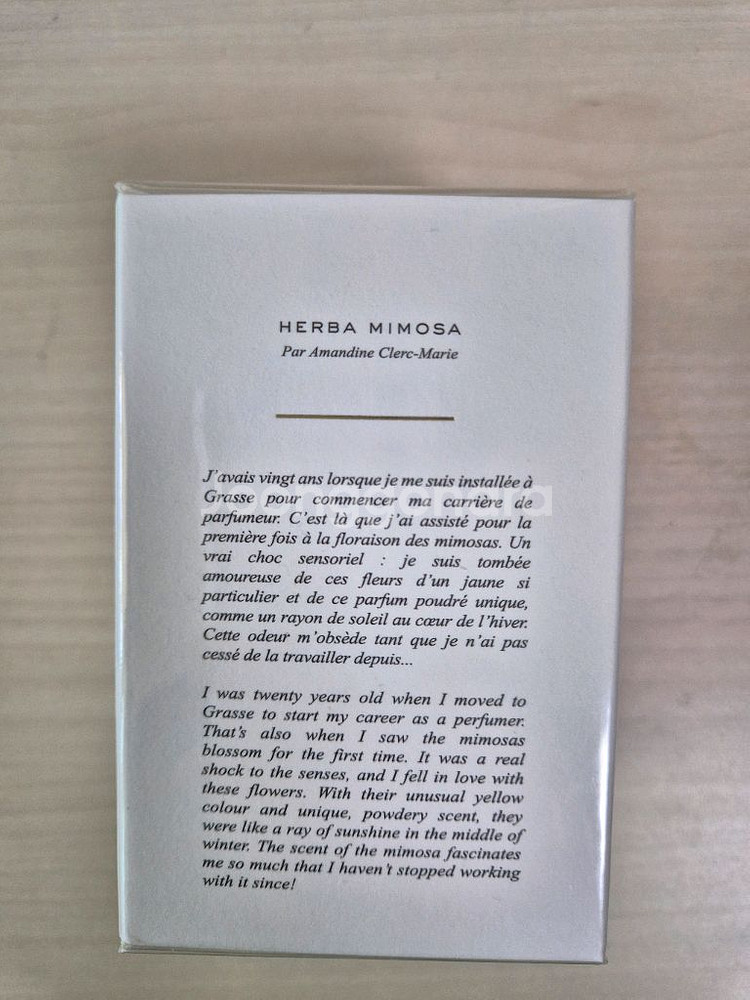 HERBA MIMOSA
Par Amandine Clerc-Marie
J'avais vingt ans lorsque je me suis installée à
Grasse pour commencer ma carrière de
parfumeur. C'est là que j'ai assisté pour la
première fois à la floraison des mimosas. Un
vrai choc sensoriel : je suis tombée
amoureuse de ces fleurs d'un jaune si
particulier et de ce parfum poudré unique,
comme un rayon de soleil au cœur de l'hiver.
Cette odeur m'obsède tant que je n'ai pas
cessé de la travailler depuis...
I was twenty years old when I moved to
Grasse to start my career as a perfumer.
That's also when I saw the mimosas
blossom for the first time. It was a real
shock to the senses, and I fell in love with
these flowers. With their unusual yellow
colour and unique, powdery scent, they
were like a ray of sunshine in the middle of
winter. The scent of the mimosa fascinates
me so much that I haven't stopped working
with it since!